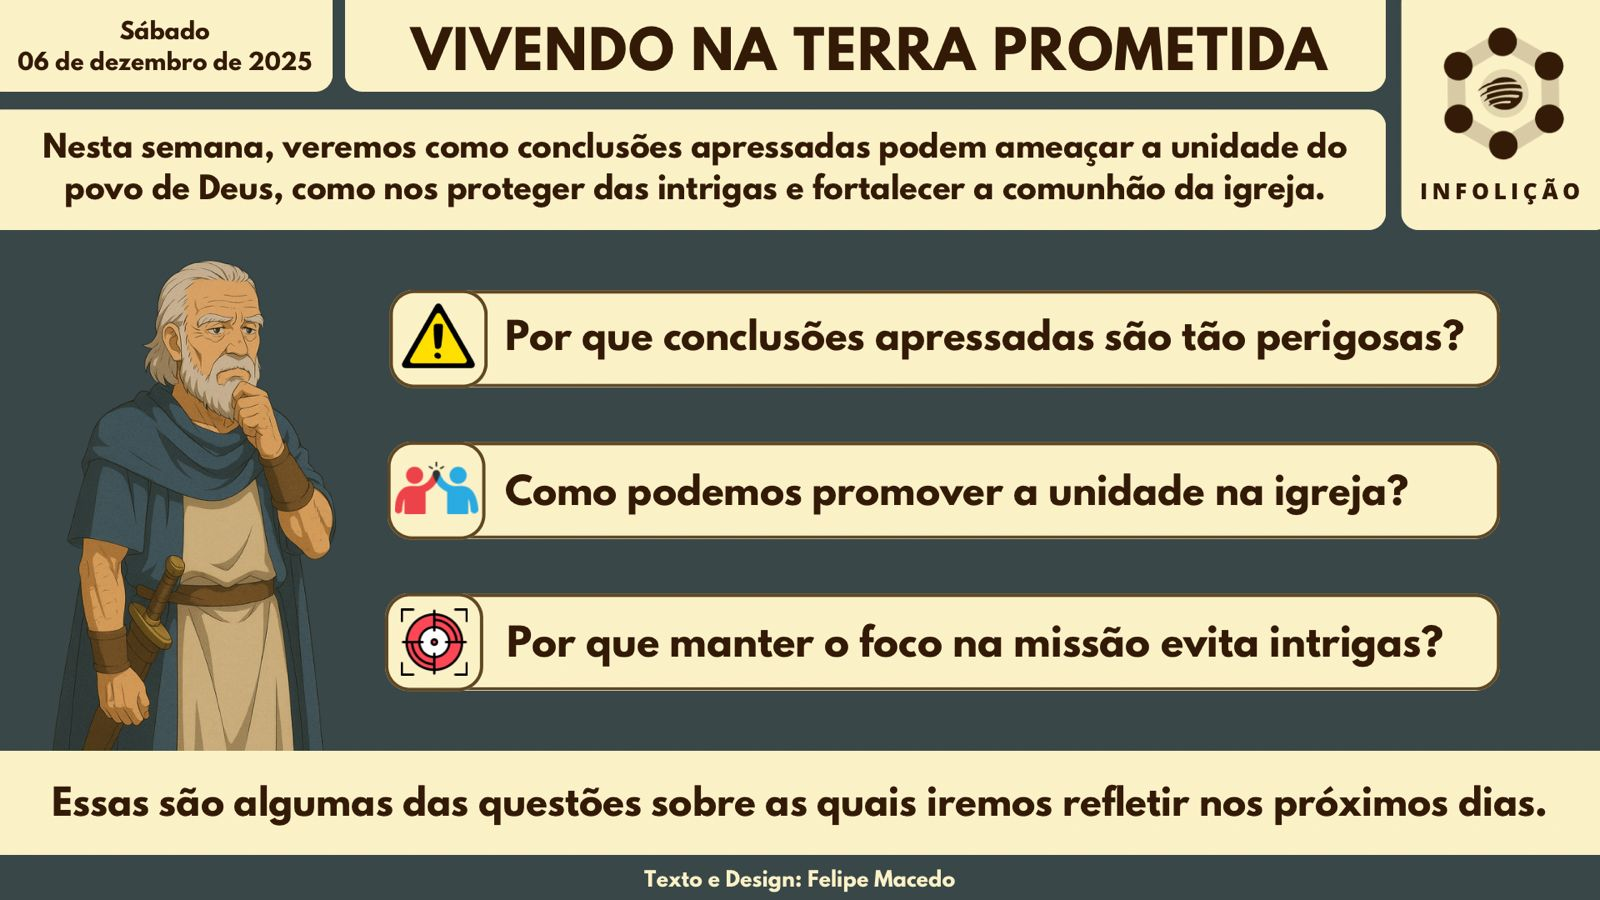 Sábado
06 de dezembro de 2025
VIVENDO NA TERRA PROMETIDA
INFOLIÇÃO
Nesta semana, veremos como conclusões apressadas podem ameaçar a unidade do
povo de Deus, como nos proteger das intrigas e fortalecer a comunhão da igreja.
Por que conclusões apressadas são tão perigosas?
Como podemos promover a unidade na igreja?
Por que manter o foco na missão evita intrigas?
Essas são algumas das questões sobre as quais iremos refletir nos próximos dias.
Texto e Design: Felipe Macedo